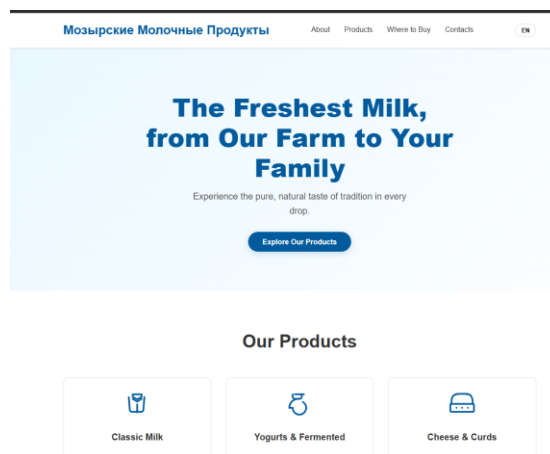 Мозырские Молочные Продукты
About
Products
Where to Buy
Contacts
EN
The Freshest Milk,
from Our Farm to Your
Family
Experience the pure, natural taste of tradition in every
drop.
Explore Our Products
Our Products
Classic Milk
Yogurts & Fermented
Cheese & Curds